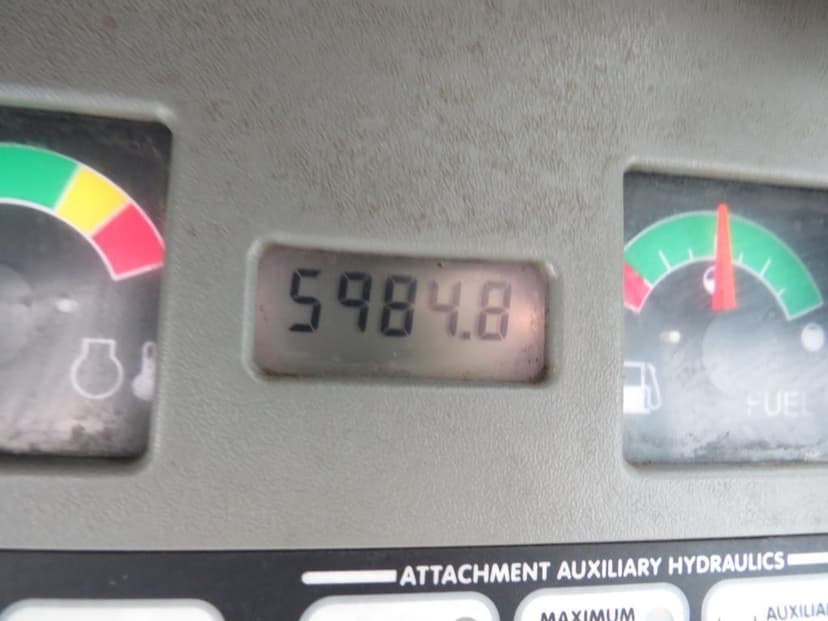 5984.8
FUEL
ATTACHMENT AUXILIARY HYDRAULICS
MAXIMUM